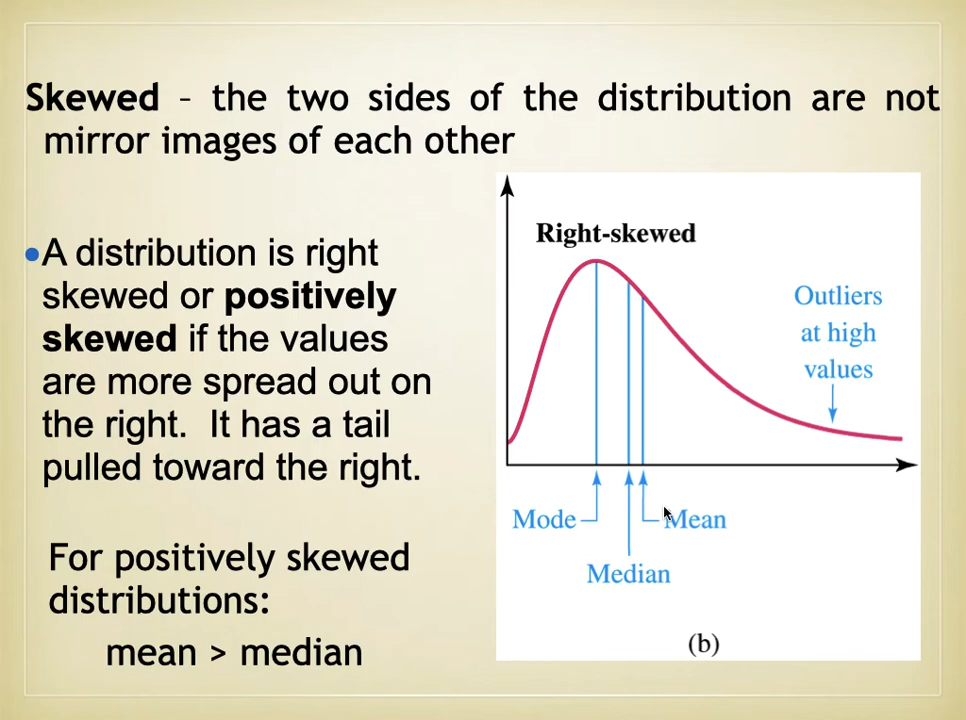 Skewed – the two sides of the distribution are not
mirror images of each other
•A distribution is right
skewed or positively
skewed if the values
are more spread out on
the right. It has a tail
pulled toward the right.
For positively skewed
distributions:
mean > median
Right-skewed
Outliers
at high
values
Mode
Mean
Median
(b)